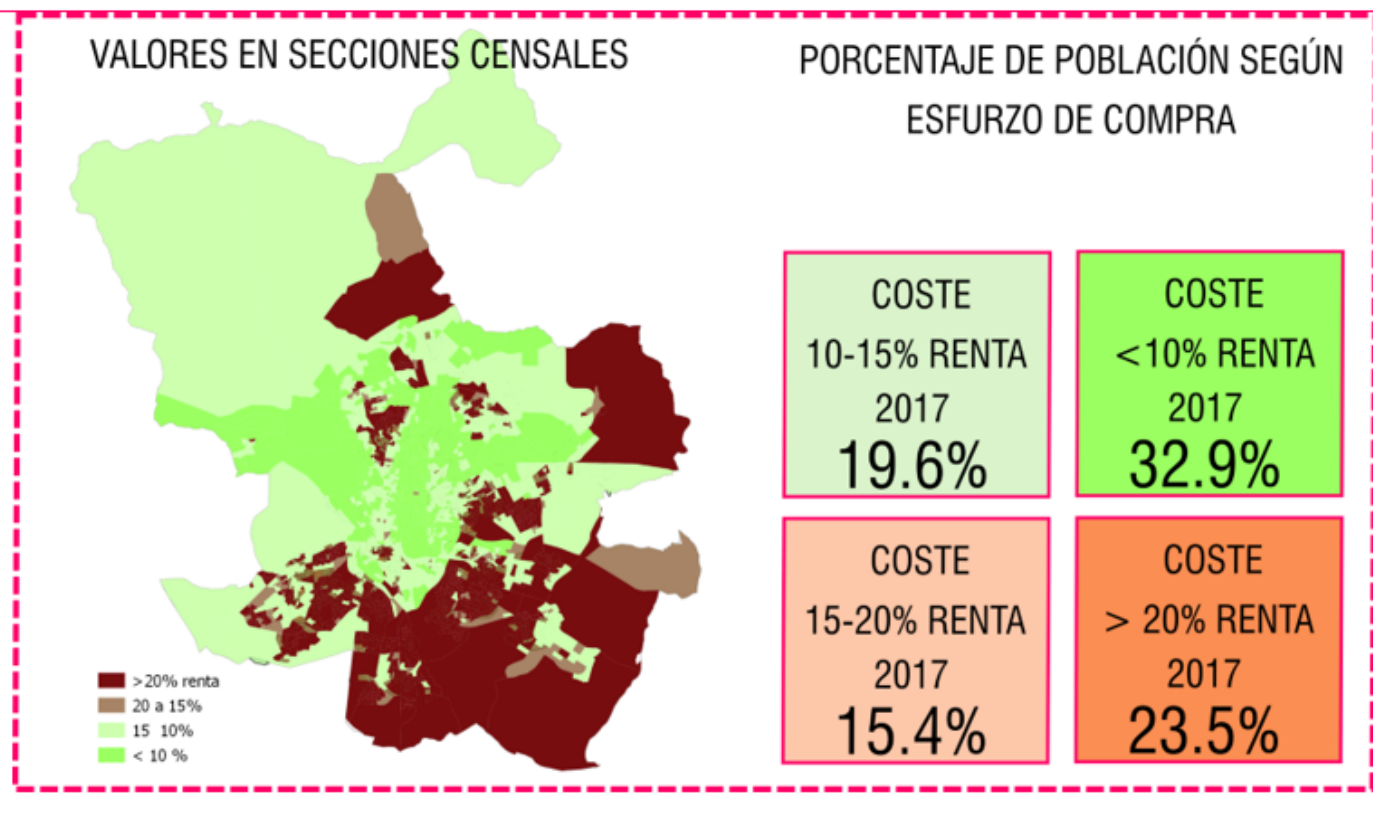 VALORES EN SECCIONES CENSALES
>20% renta
20 a 15%
15 10%
< 10 %
PORCENTAJE DE POBLACIÓN SEGÚN
ESFURZO DE COMPRA
COSTE
10-15% RENTA
2017
19.6%
COSTE
<10% RENTA
2017
32.9%
COSTE
15-20% RENTA
2017
15.4%
COSTE
> 20% RENTA
2017
23.5%